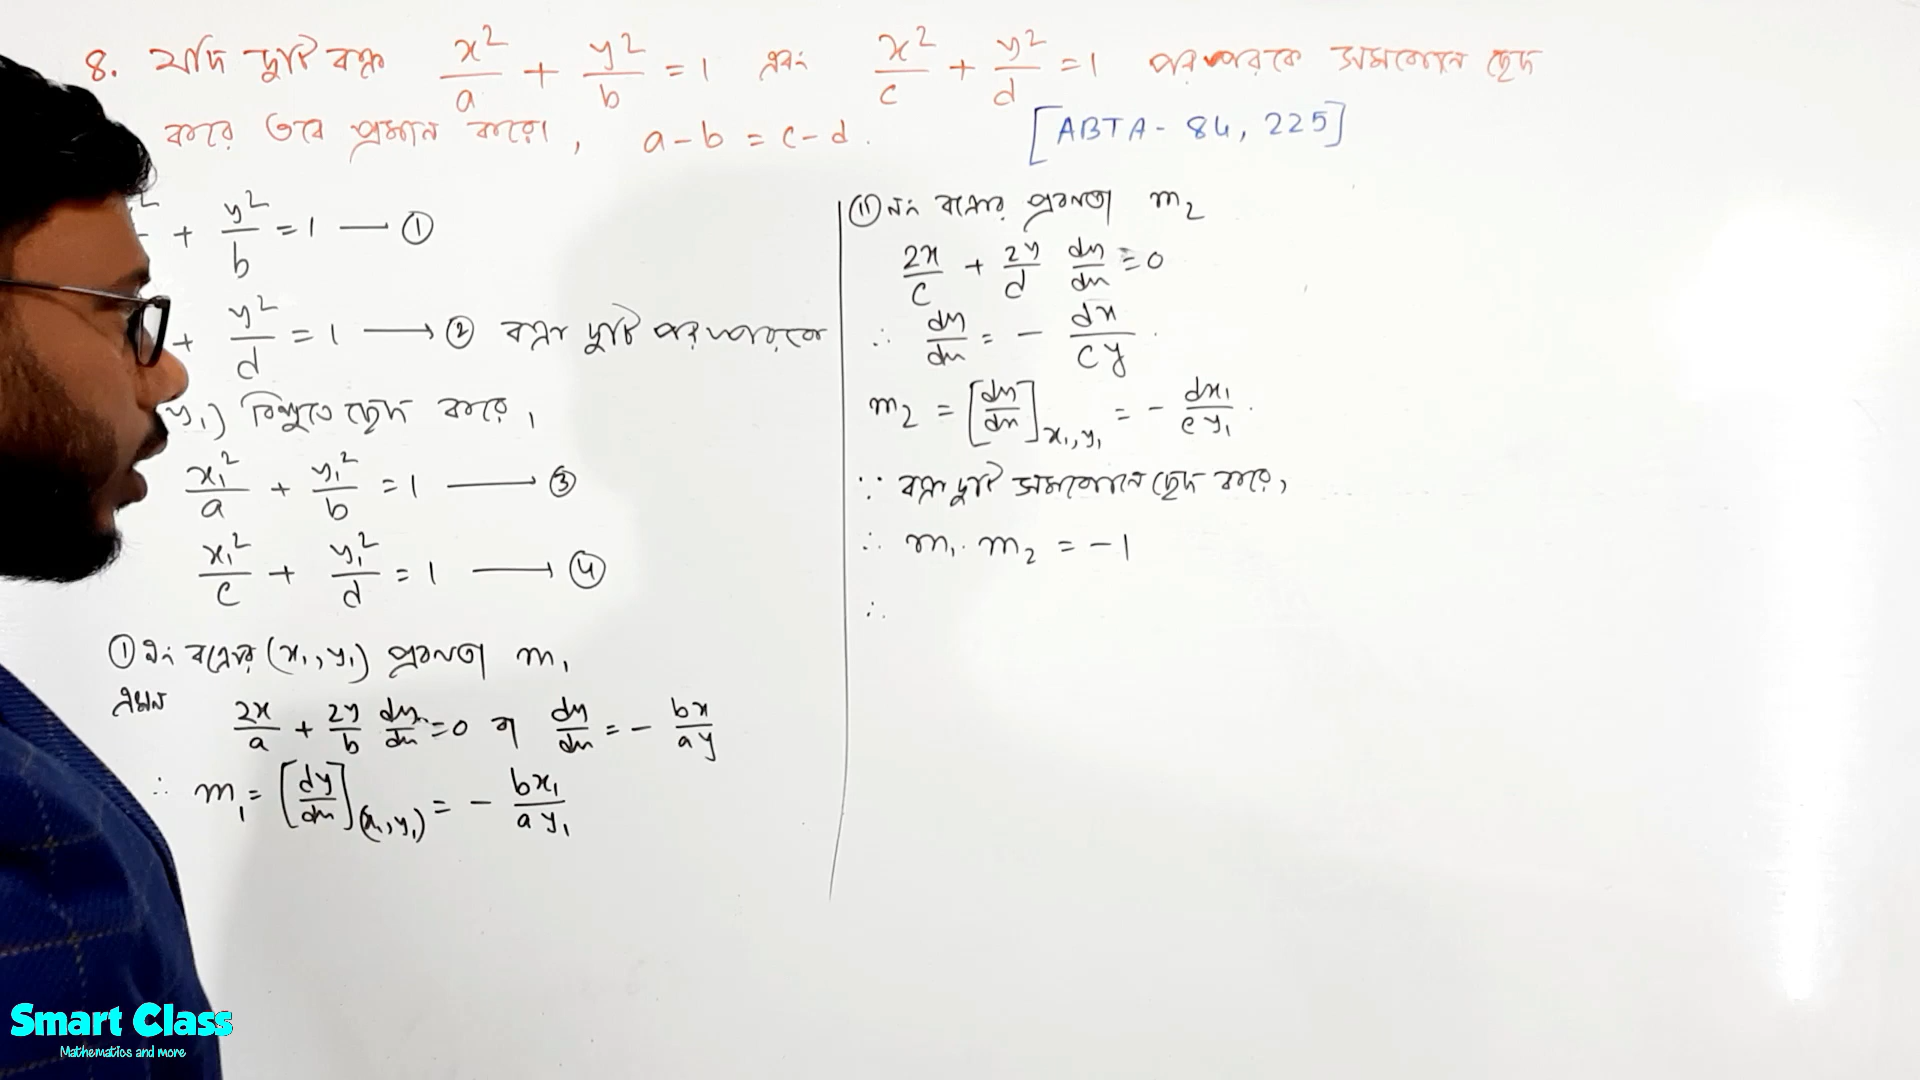 8. যদি দুটি বক্র x²/a + y²/b = 1 এবং x²/c + y²/d = 1 পরস্পরকে সমকোণে ছেদ
করে তবে প্রমাণ করো, a - b = c - d. [ABTA - 84, 225]
+ y²/b = 1 — ①
+ y²/d = 1 → ② বক্র দুটি পরস্পরকে
y₁) বিন্দুতে ছেদ করে,
x₁²/a + y₁²/b = 1 → ③
x₁²/c + y₁²/d = 1 → ④
① নং বক্রের (x₁, y₁) প্রবনতা m₁
এখন 2x/a + 2y/b dy/dx = 0 বা dy/dx = - bx/ay
∴ m₁ = [dy/dx](x₁, y₁) = - bx₁/ay₁
⑪ নং বক্রের প্রবনতা m₂
2x/c + 2y/d dy/dx = 0
∴ dy/dx = - dx/cy.
m₂ = [dy/dx]x₁, y₁ = - dx₁/cy₁.
∵ বক্র দুটি সমকোণে ছেদ করে,
∴ m₁. m₂ = -1
∴
Smart Class
Mathematics and more